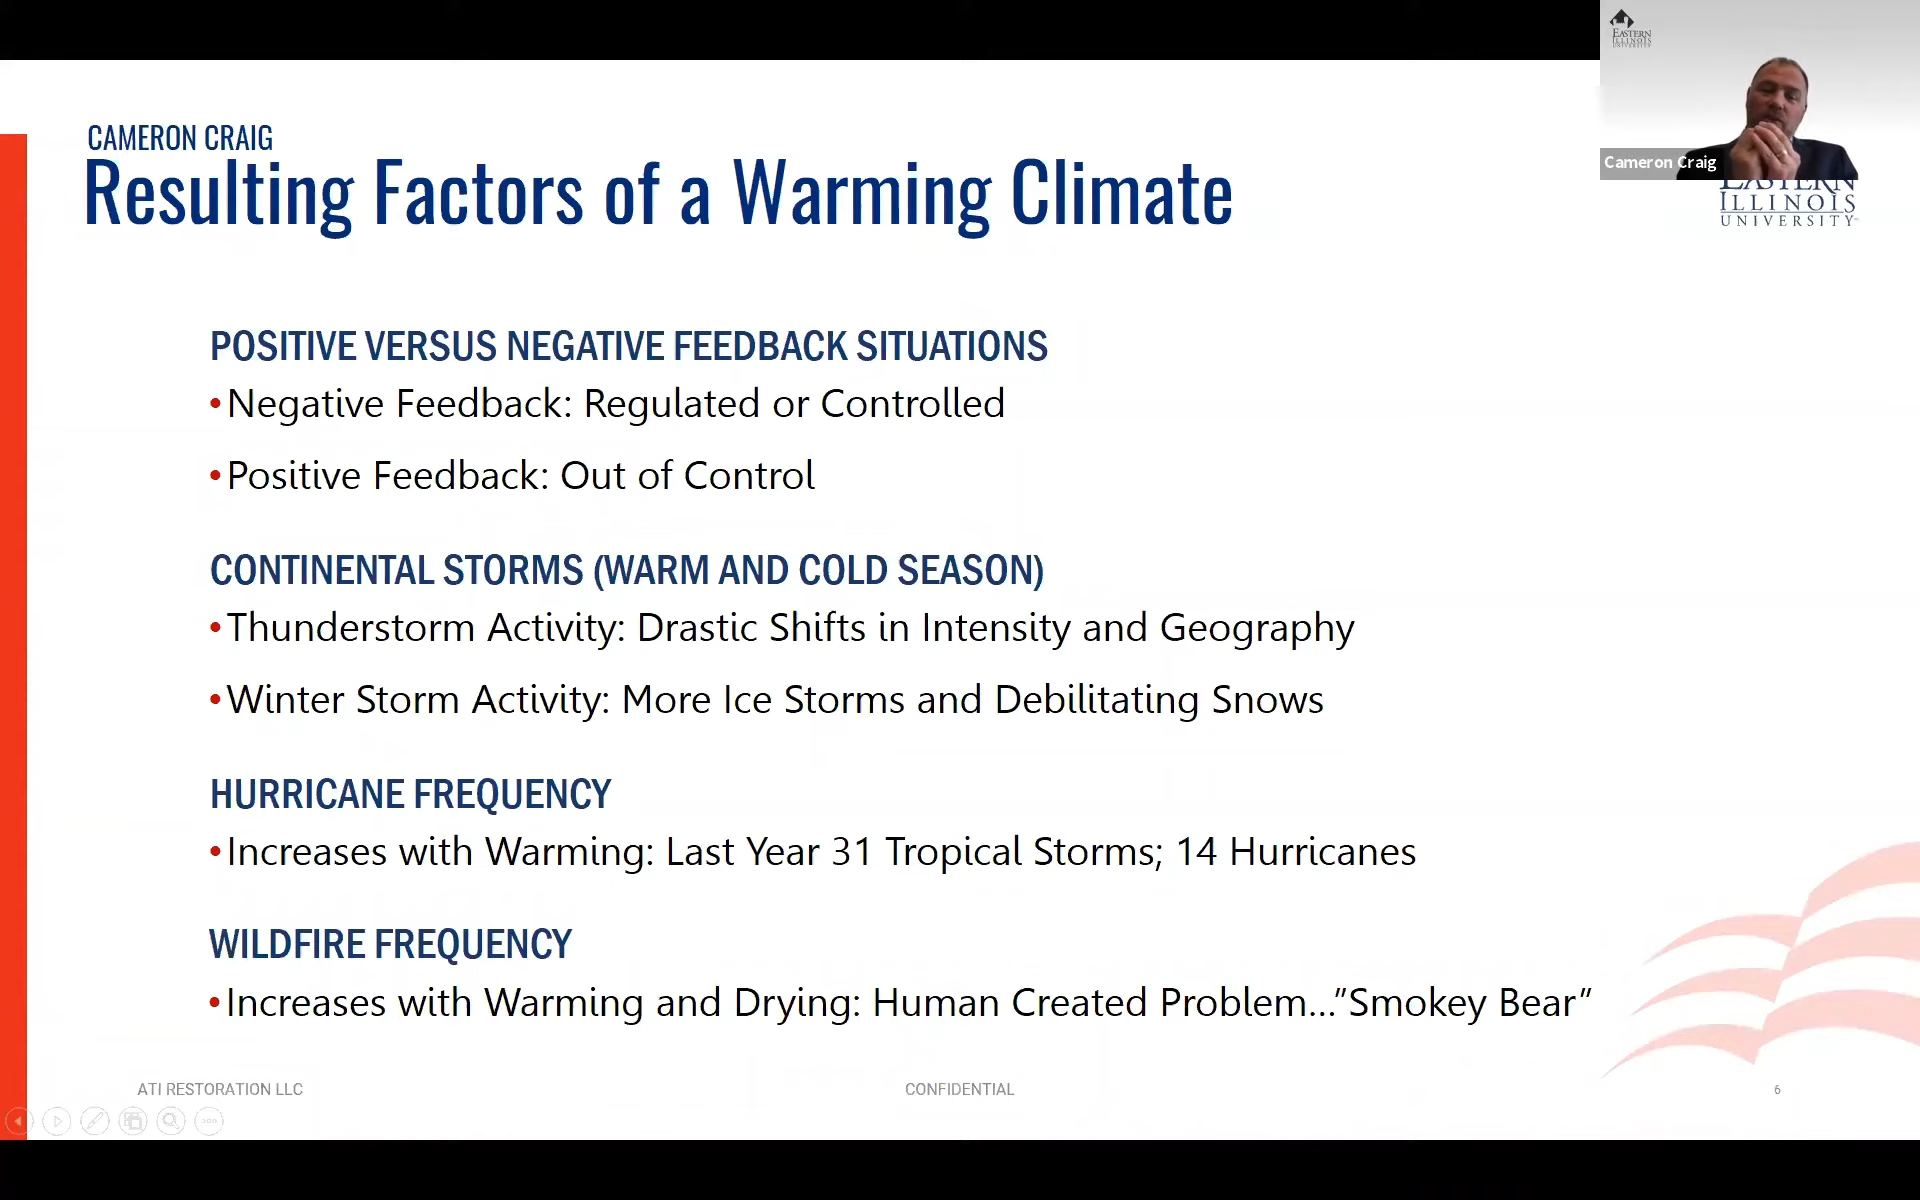 EASTERN
ILLINOIS
UNIVERSITY
Cameron Craig
CAMERON CRAIG
Resulting Factors of a Warming Climate
EASTERN
ILLINOIS
UNIVERSITY
POSITIVE VERSUS NEGATIVE FEEDBACK SITUATIONS
•Negative Feedback: Regulated or Controlled
•Positive Feedback: Out of Control
CONTINENTAL STORMS (WARM AND COLD SEASON)
•Thunderstorm Activity: Drastic Shifts in Intensity and Geography
•Winter Storm Activity: More Ice Storms and Debilitating Snows
HURRICANE FREQUENCY
•Increases with Warming: Last Year 31 Tropical Storms; 14 Hurricanes
WILDFIRE FREQUENCY
•Increases with Warming and Drying: Human Created Problem...”Smokey Bear”
ATI RESTORATION LLC
CONFIDENTIAL
6